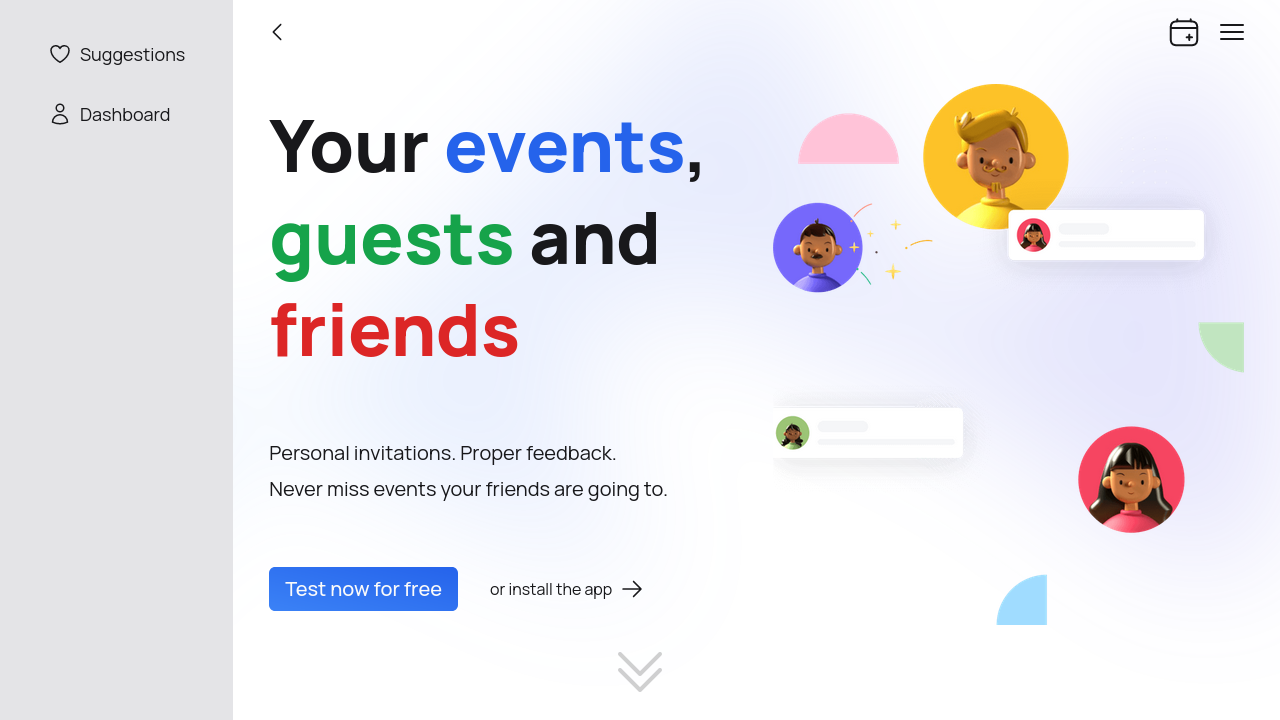 Suggestions
Dashboard
Your events,
guests and
friends
Personal invitations. Proper feedback.
Never miss events your friends are going to.
Test now for free
or install the app